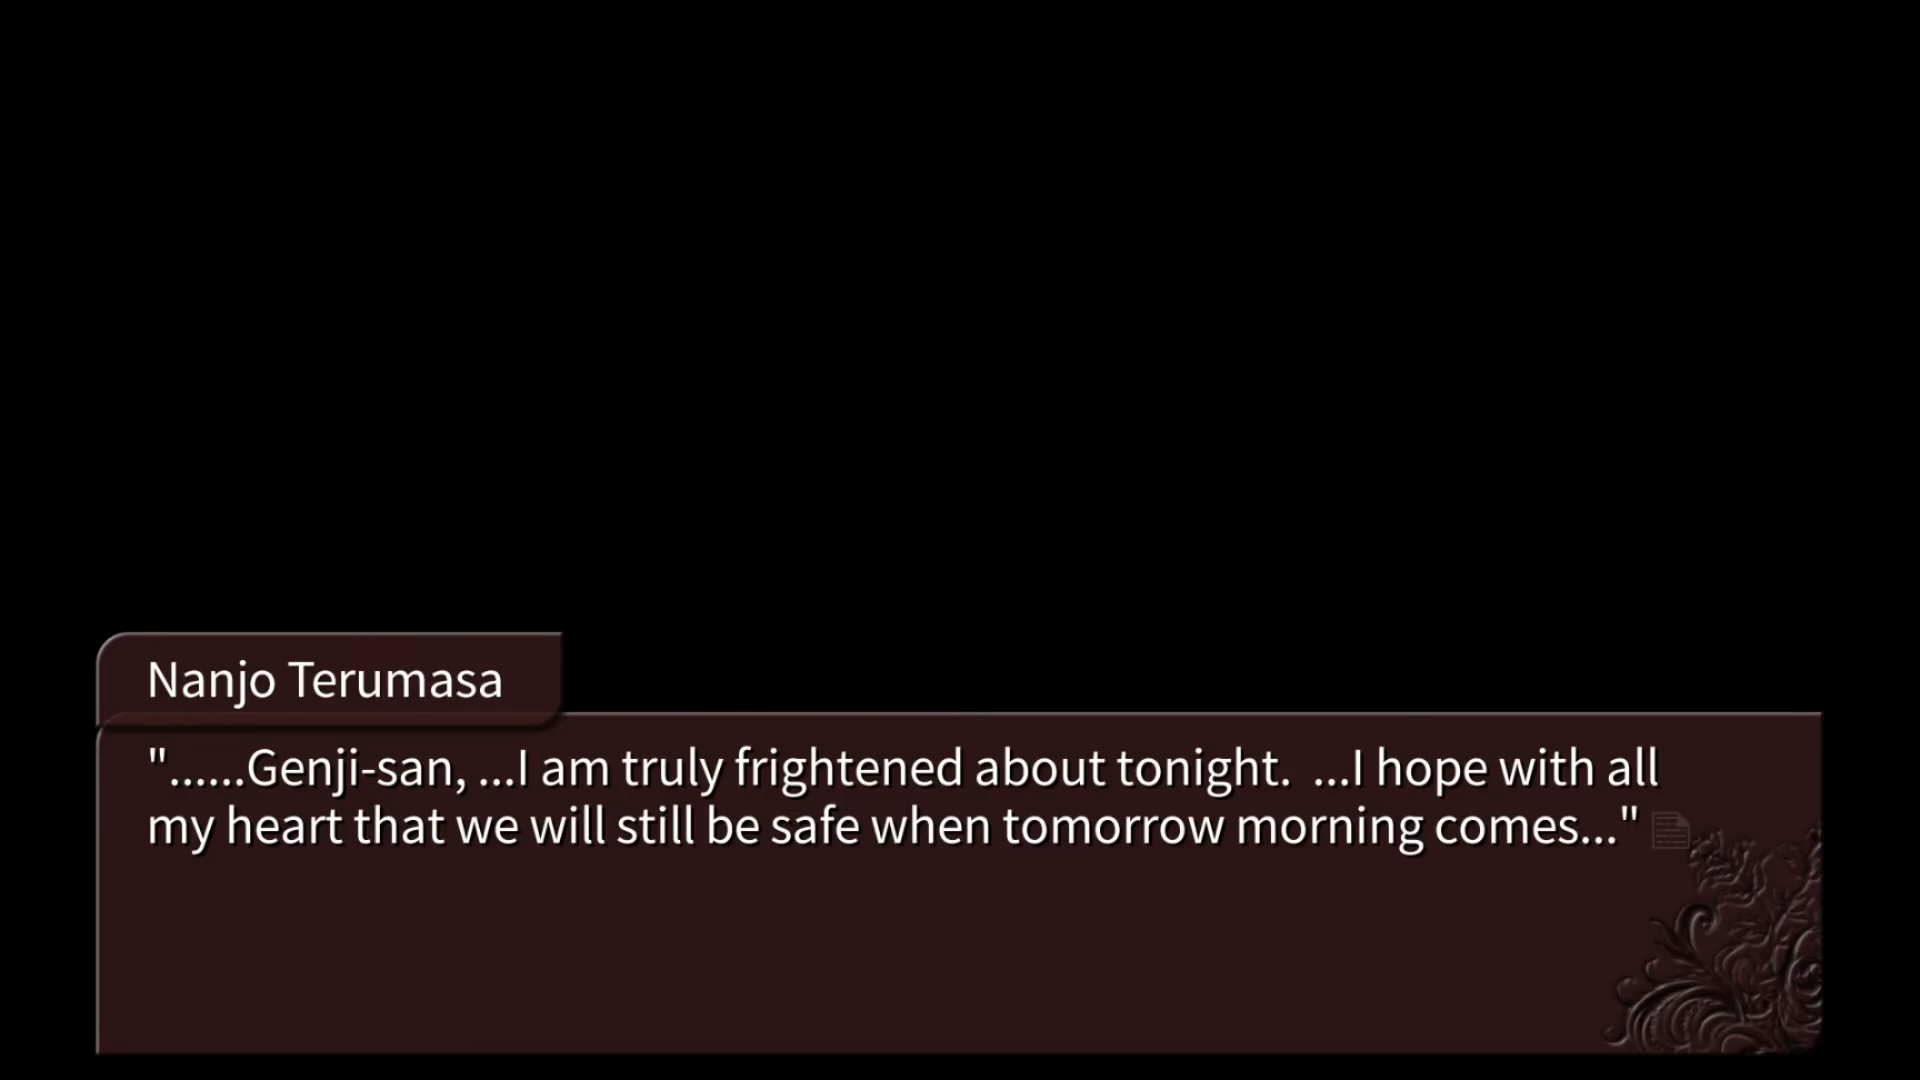 Nanjo Terumasa
"......Genji-san, ...I am truly frightened about tonight.  ...I hope with all
my heart that we will still be safe when tomorrow morning comes..."